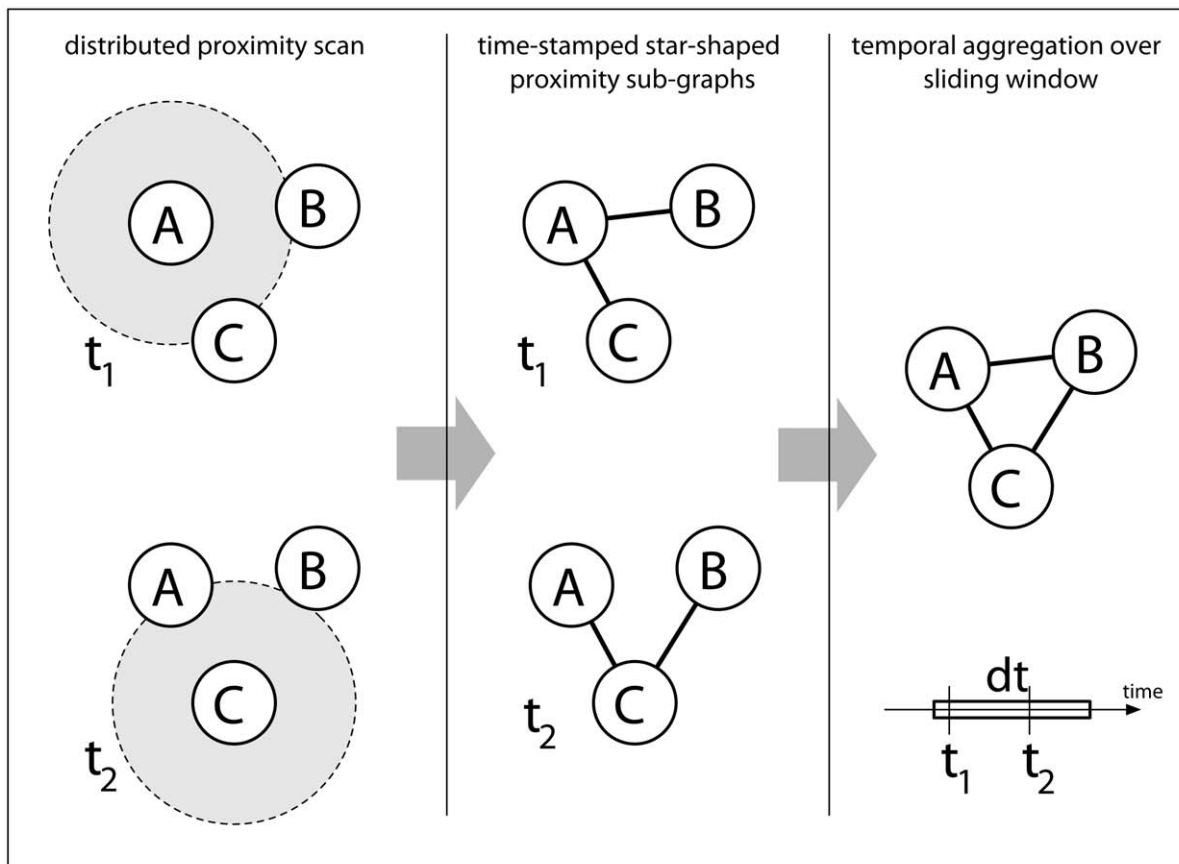 distributed proximity scan
A
B
C
t1
A
B
C
t2
time-stamped star-shaped
proximity sub-graphs
A
B
C
t1
A
B
C
t2
temporal aggregation over
sliding window
A
B
C
dt
time
t1
t2